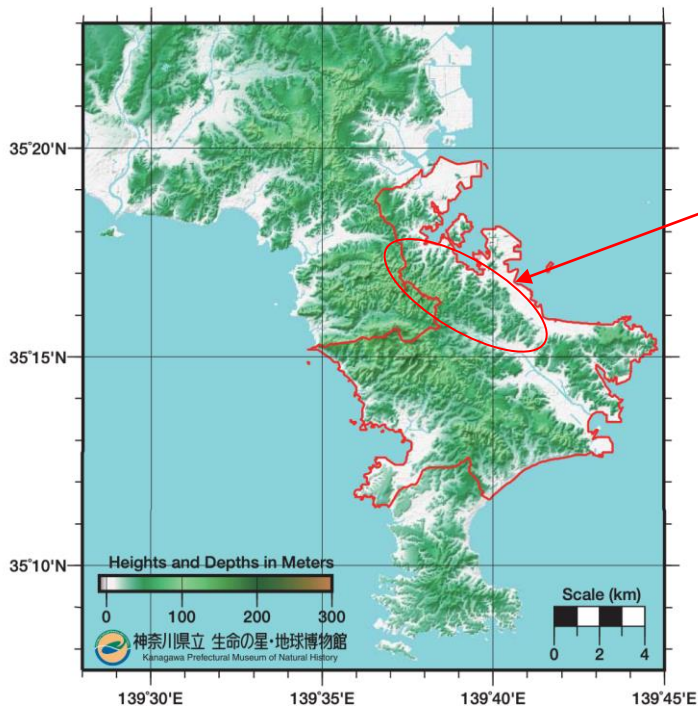 35°20'N
35°15'N
35°10'N
Heights and Depths in Meters
0 100 200 300
神奈川県立 生命の星・地球博物館
Kanagawa Prefectural Museum of Natural History
Scale (km)
0 2 4
139°30'E 139°35'E 139°40'E 139°45'E